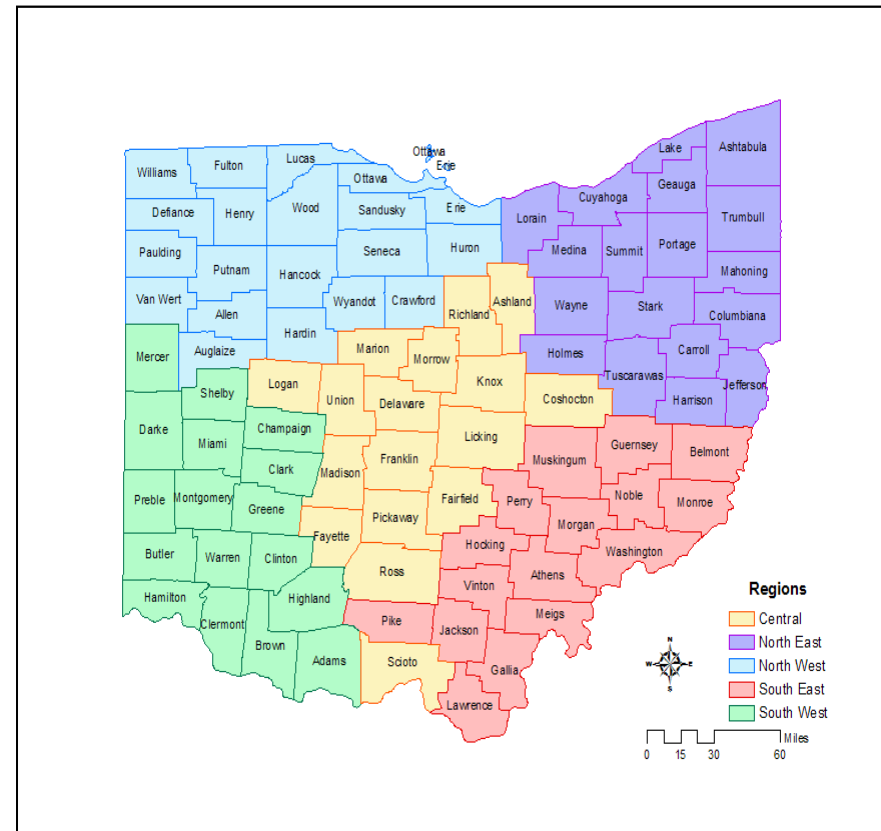 Lake
Ashtabula
Ottawa
Erie
Lucas
Fulton
Williams
Ottawa
Geauga
Cuyahoga
Defiance
Henry
Wood
Sandusky
Erie
Lorain
Trumbull
Paulding
Seneca
Huron
Medina
Summit
Portage
Putnam
Hancock
Mahoning
Van Wert
Allen
Wyandot
Crawford
Richland
Ashland
Wayne
Stark
Columbiana
Hardin
Mercer
Auglaize
Marion
Morrow
Holmes
Carroll
Tuscarawas
Jefferson
Shelby
Logan
Union
Delaware
Knox
Coshocton
Harrison
Darke
Miami
Champaign
Licking
Guernsey
Belmont
Clark
Madison
Franklin
Muskingum
Preble
Montgomery
Greene
Fairfield
Perry
Noble
Monroe
Pickaway
Morgan
Fayette
Hocking
Washington
Butler
Warren
Clinton
Ross
Vinton
Athens
Hamilton
Highland
Clermont
Pike
Jackson
Meigs
Brown
Adams
Scioto
Gallia
Lawrence
Regions
Central
North East
North West
South East
South West
N
W
E
S
Miles
0 15 30 60